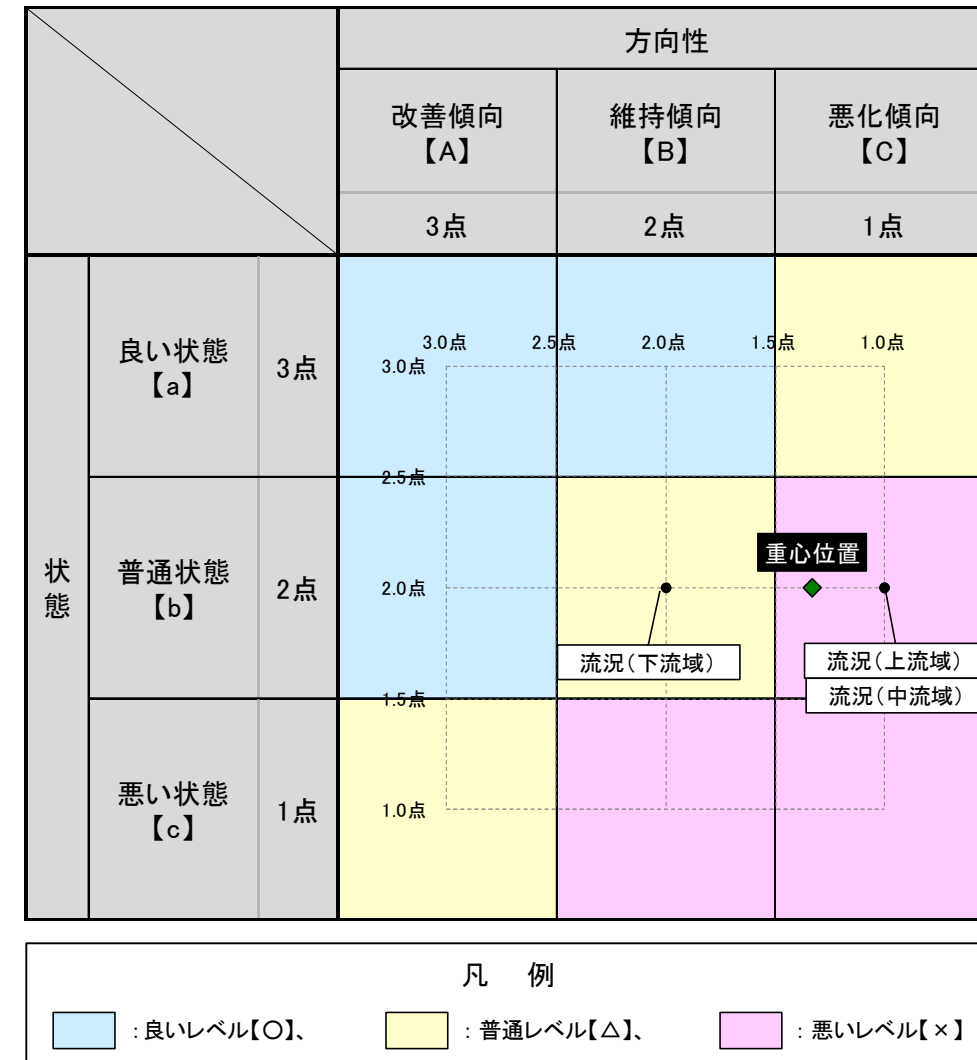 方向性
改善傾向
【A】
維持傾向
【B】
悪化傾向
【C】
3点
2点
1点
状態
良い状態
【a】
3点
普通状態
【b】
2点
悪い状態
【c】
1点
3.0点
2.5点
2.0点
1.5点
1.0点
3.0点
2.5点
2.0点
1.5点
1.0点
重心位置
流況(下流域)
流況(上流域)
流況(中流域)
凡 例
：良いレベル【○】、
：普通レベル【△】、
：悪いレベル【×】